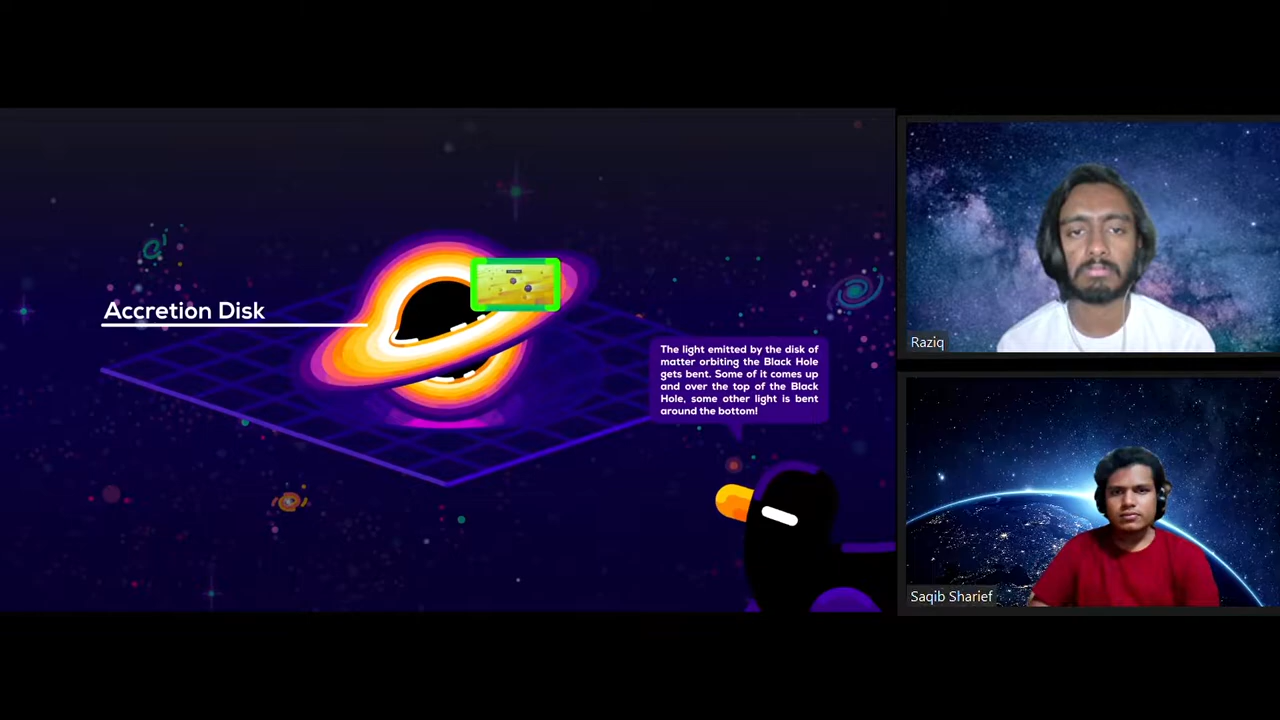 Accretion Disk
The light emitted by the disk of
matter orbiting the Black Hole
gets bent. Some of it comes up
and over the top of the Black
Hole, some other light is bent
around the bottom!
Raziq
Saqib Sharief